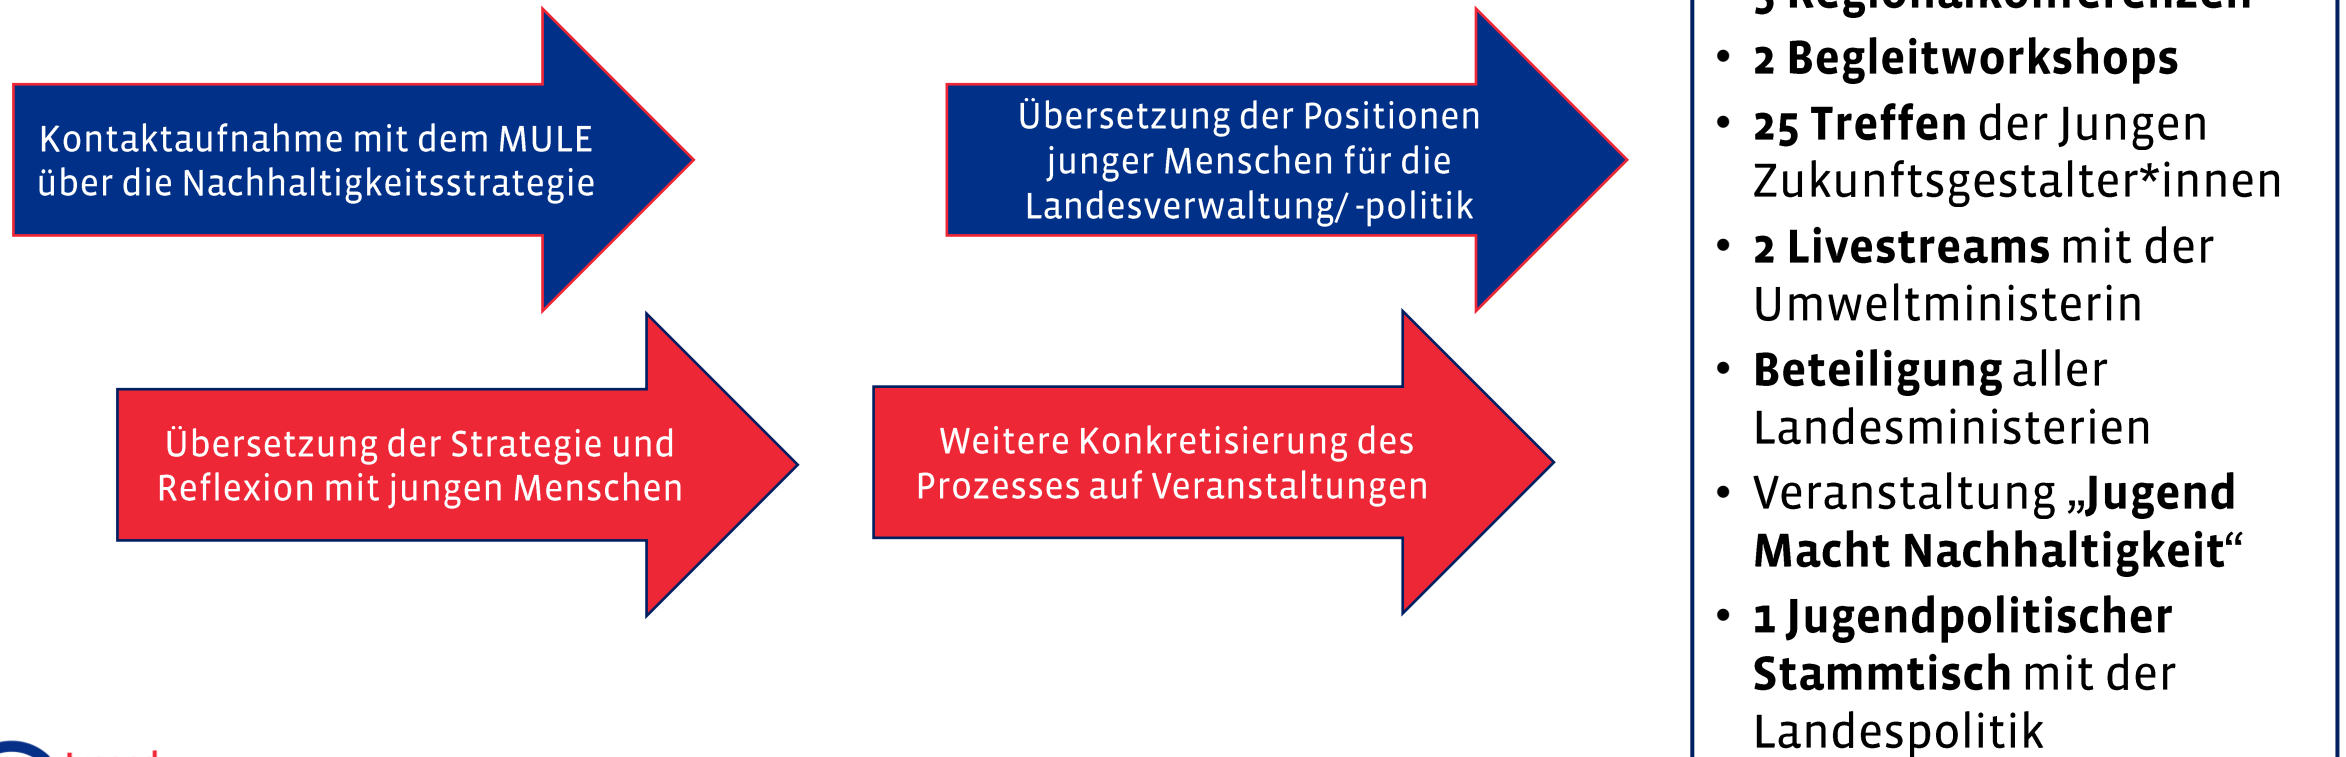 Kontaktaufnahme mit dem MULE
über die Nachhaltigkeitsstrategie
Übersetzung der Positionen
junger Menschen für die
Landesverwaltung/ -politik
Übersetzung der Strategie und
Reflexion mit jungen Menschen
Weitere Konkretisierung des
Prozesses auf Veranstaltungen
Regionalkonferenzen
• 2 Begleitworkshops
• 25 Treffen der Jungen
Zukunftsgestalter*innen
• 2 Livestreams mit der
Umweltministerin
• Beteiligung aller
Landesministerien
• Veranstaltung „Jugend
Macht Nachhaltigkeit“
• 1 Jugendpolitischer
Stammtisch mit der
Landespolitik